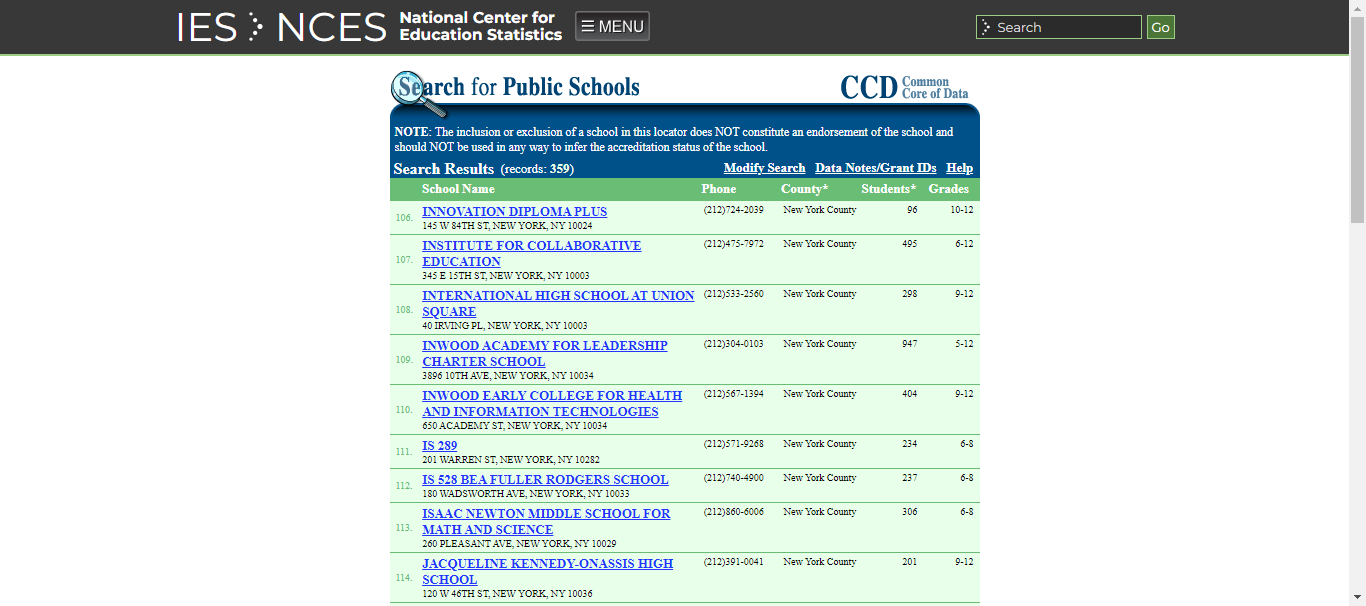 IES NCES National Center for Education Statistics ☰ MENU Search Go
Search for Public Schools
CCD Common Core of Data
NOTE: The inclusion or exclusion of a school in this locator does NOT constitute an endorsement of the school and
should NOT be used in any way to infer the accreditation status of the school.
Search Results (records: 359) Modify Search Data Notes/Grant IDs Help
School Name Phone County* Students* Grades
106. INNOVATION DIPLOMA PLUS (212)724-2039 New York County 96 10-12
145 W 84TH ST, NEW YORK, NY 10024
107. INSTITUTE FOR COLLABORATIVE (212)475-7972 New York County 495 6-12
EDUCATION
345 E 15TH ST, NEW YORK, NY 10003
108. INTERNATIONAL HIGH SCHOOL AT UNION (212)533-2560 New York County 298 9-12
SQUARE
40 IRVING PL, NEW YORK, NY 10003
109. INWOOD ACADEMY FOR LEADERSHIP (212)304-0103 New York County 947 5-12
CHARTER SCHOOL
3896 10TH AVE, NEW YORK, NY 10034
110. INWOOD EARLY COLLEGE FOR HEALTH (212)567-1394 New York County 404 9-12
AND INFORMATION TECHNOLOGIES
650 ACADEMY ST, NEW YORK, NY 10034
111. IS 289 (212)571-9268 New York County 234 6-8
201 WARREN ST, NEW YORK, NY 10282
112. IS 528 BEA FULLER RODGERS SCHOOL (212)740-4900 New York County 237 6-8
180 WADSWORTH AVE, NEW YORK, NY 10033
113. ISAAC NEWTON MIDDLE SCHOOL FOR (212)860-6006 New York County 306 6-8
MATH AND SCIENCE
260 PLEASANT AVE, NEW YORK, NY 10029
114. JACQUELINE KENNEDY-ONASSIS HIGH (212)391-0041 New York County 201 9-12
SCHOOL
120 W 46TH ST, NEW YORK, NY 10036